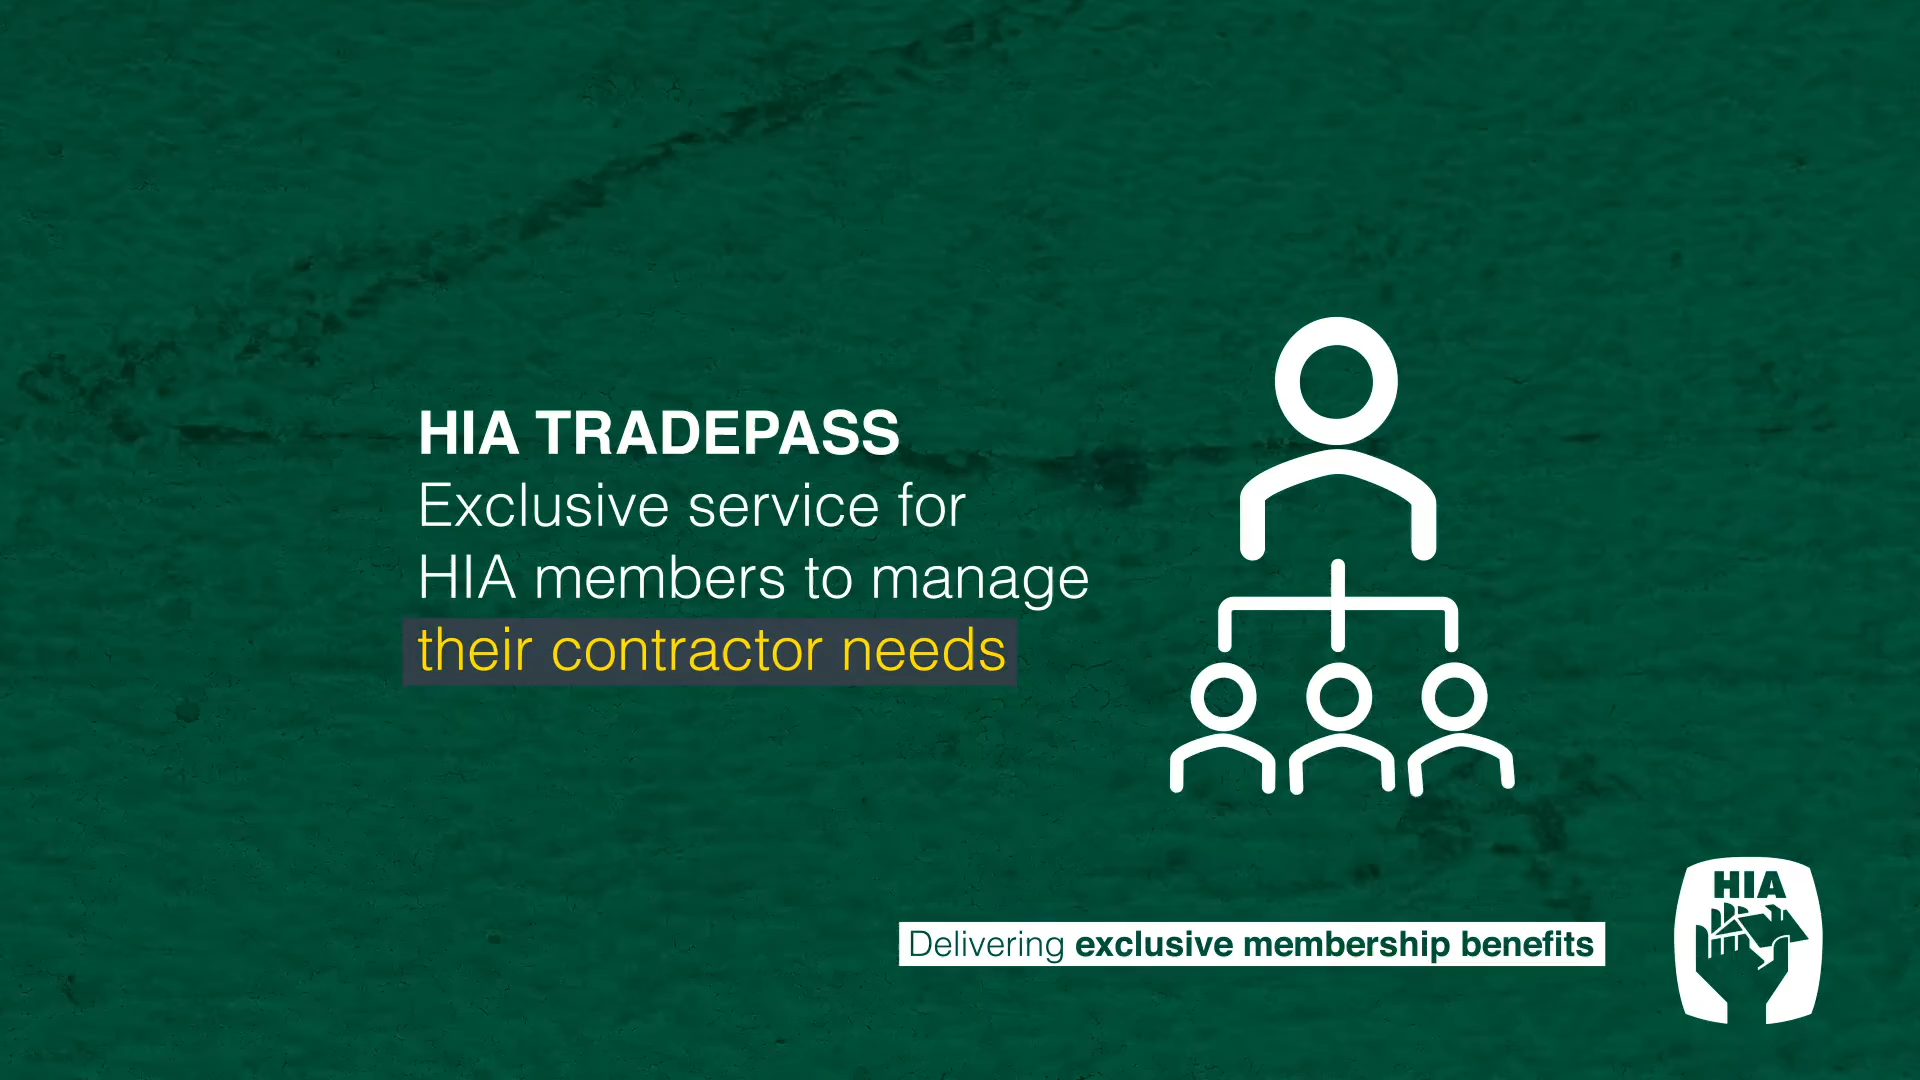 HIA TRADEPASS
Exclusive service for
HIA members to manage
their contractor needs
Delivering exclusive membership benefits
HIA